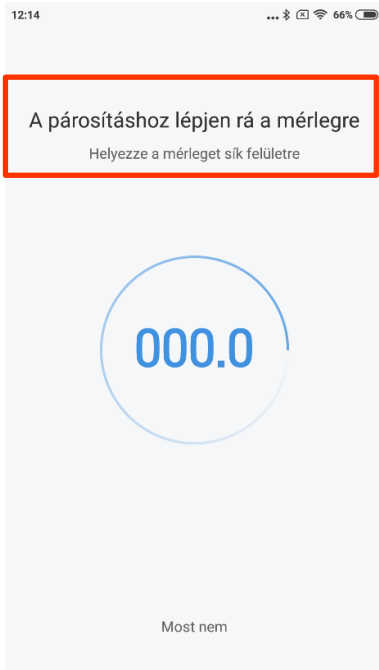 12:14
... 66%
A párosításhoz lépjen rá a mérlegre
Helyezze a mérleget sík felületre
000.0
Most nem